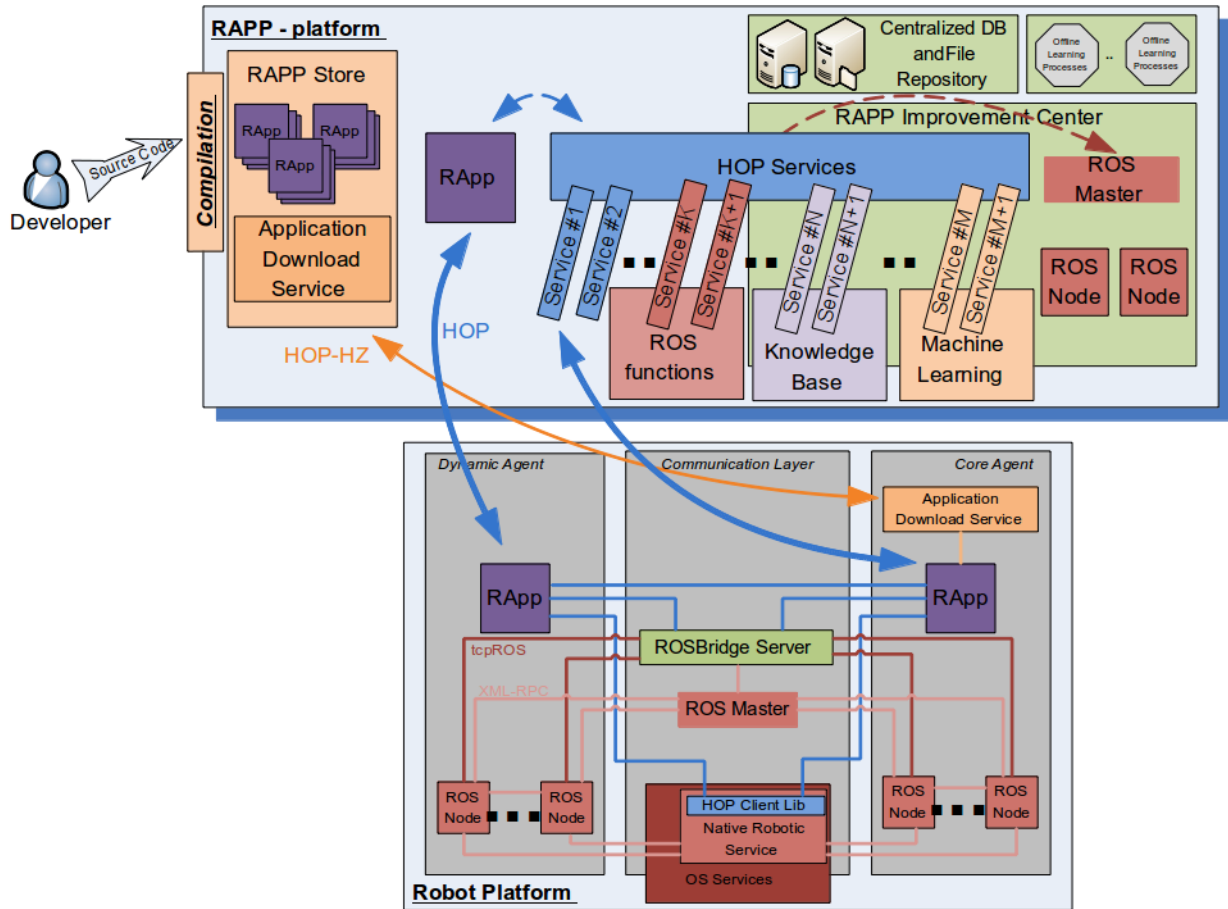 RAPP - platform
Developer
Source Code
Compilation
RAPP Store
RApp
RApp
RApp
Application
Download
Service
RApp
Centralized DB
andFile
Repository
Offline
Learning
Processes
..
Offline
Learning
Processes
RAPP Improvement Center
HOP Services
ROS
Master
Service #1
Service #2
Service #K
Service #K+1
Service #N
Service #N+1
Service #M
Service #M+1
ROS
Node
ROS
Node
ROS
functions
Knowledge
Base
Machine
Learning
HOP
HOP-HZ
Dynamic Agent
Communication Layer
Core Agent
Application
Download Service
RApp
RApp
ROSBridge Server
tcpROS
XML-RPC
ROS Master
ROS
Node
ROS
Node
ROS
Node
ROS
Node
HOP Client Lib
Native Robotic
Service
OS Services
Robot Platform